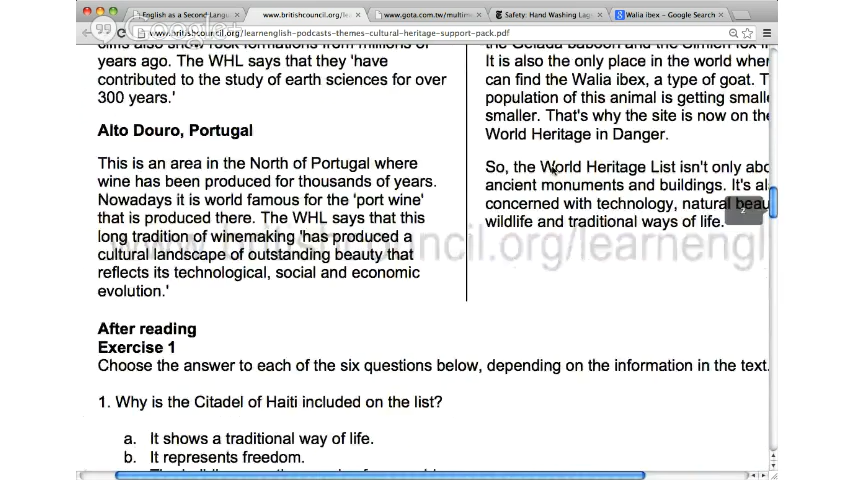 English as a Second Langu
www.britishcouncil.org/lea
www.gota.com.tw/multime
Safety: Hand Washing Lag
Walia ibex - Google Search
www.britishcouncil.org/learnenglish-podcasts-themes-cultural-heritage-support-pack.pdf
years ago. The WHL says that they 'have
contributed to the study of earth sciences for over
300 years.'
Alto Douro, Portugal
This is an area in the North of Portugal where
wine has been produced for thousands of years.
Nowadays it is world famous for the 'port wine'
that is produced there. The WHL says that this
long tradition of winemaking 'has produced a
cultural landscape of outstanding beauty that
reflects its technological, social and economic
evolution.'
the Gelada baboon and the Simien fox
It is also the only place in the world wher
can find the Walia ibex, a type of goat. T
population of this animal is getting smalle
smaller. That's why the site is now on the
World Heritage in Danger.
So, the World Heritage List isn't only abo
ancient monuments and buildings. It's al
concerned with technology, natural beau
wildlife and traditional ways of life.
2
www.britishcouncil.org/learnengl
After reading
Exercise 1
Choose the answer to each of the six questions below, depending on the information in the text.
1. Why is the Citadel of Haiti included on the list?
a. It shows a traditional way of life.
b. It represents freedom.